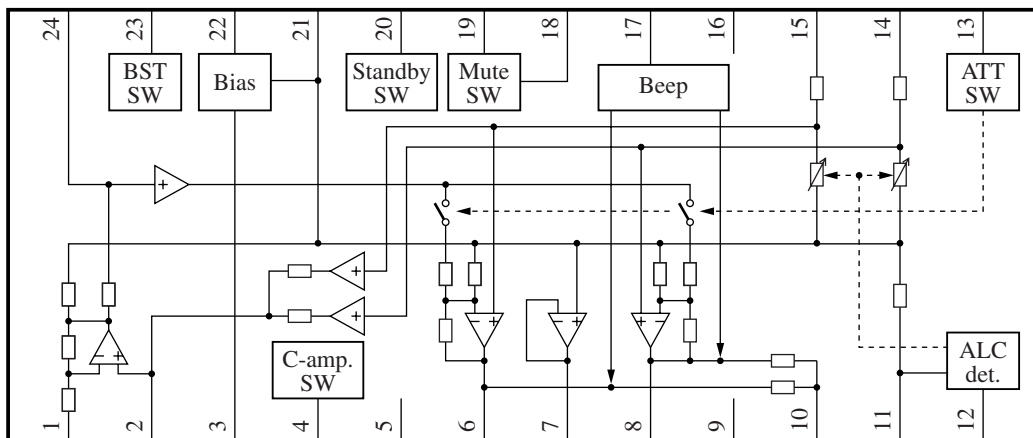 24 23 22 21 20 19 18 17 16 15 14 13
BST
SW
Bias
Standby
SW
Mute
SW
Beep
ATT
SW
+
+
+
− +
− +
− +
+ −
C-amp.
SW
ALC
det.
1 2 3 4 5 6 7 8 9 10 11 12